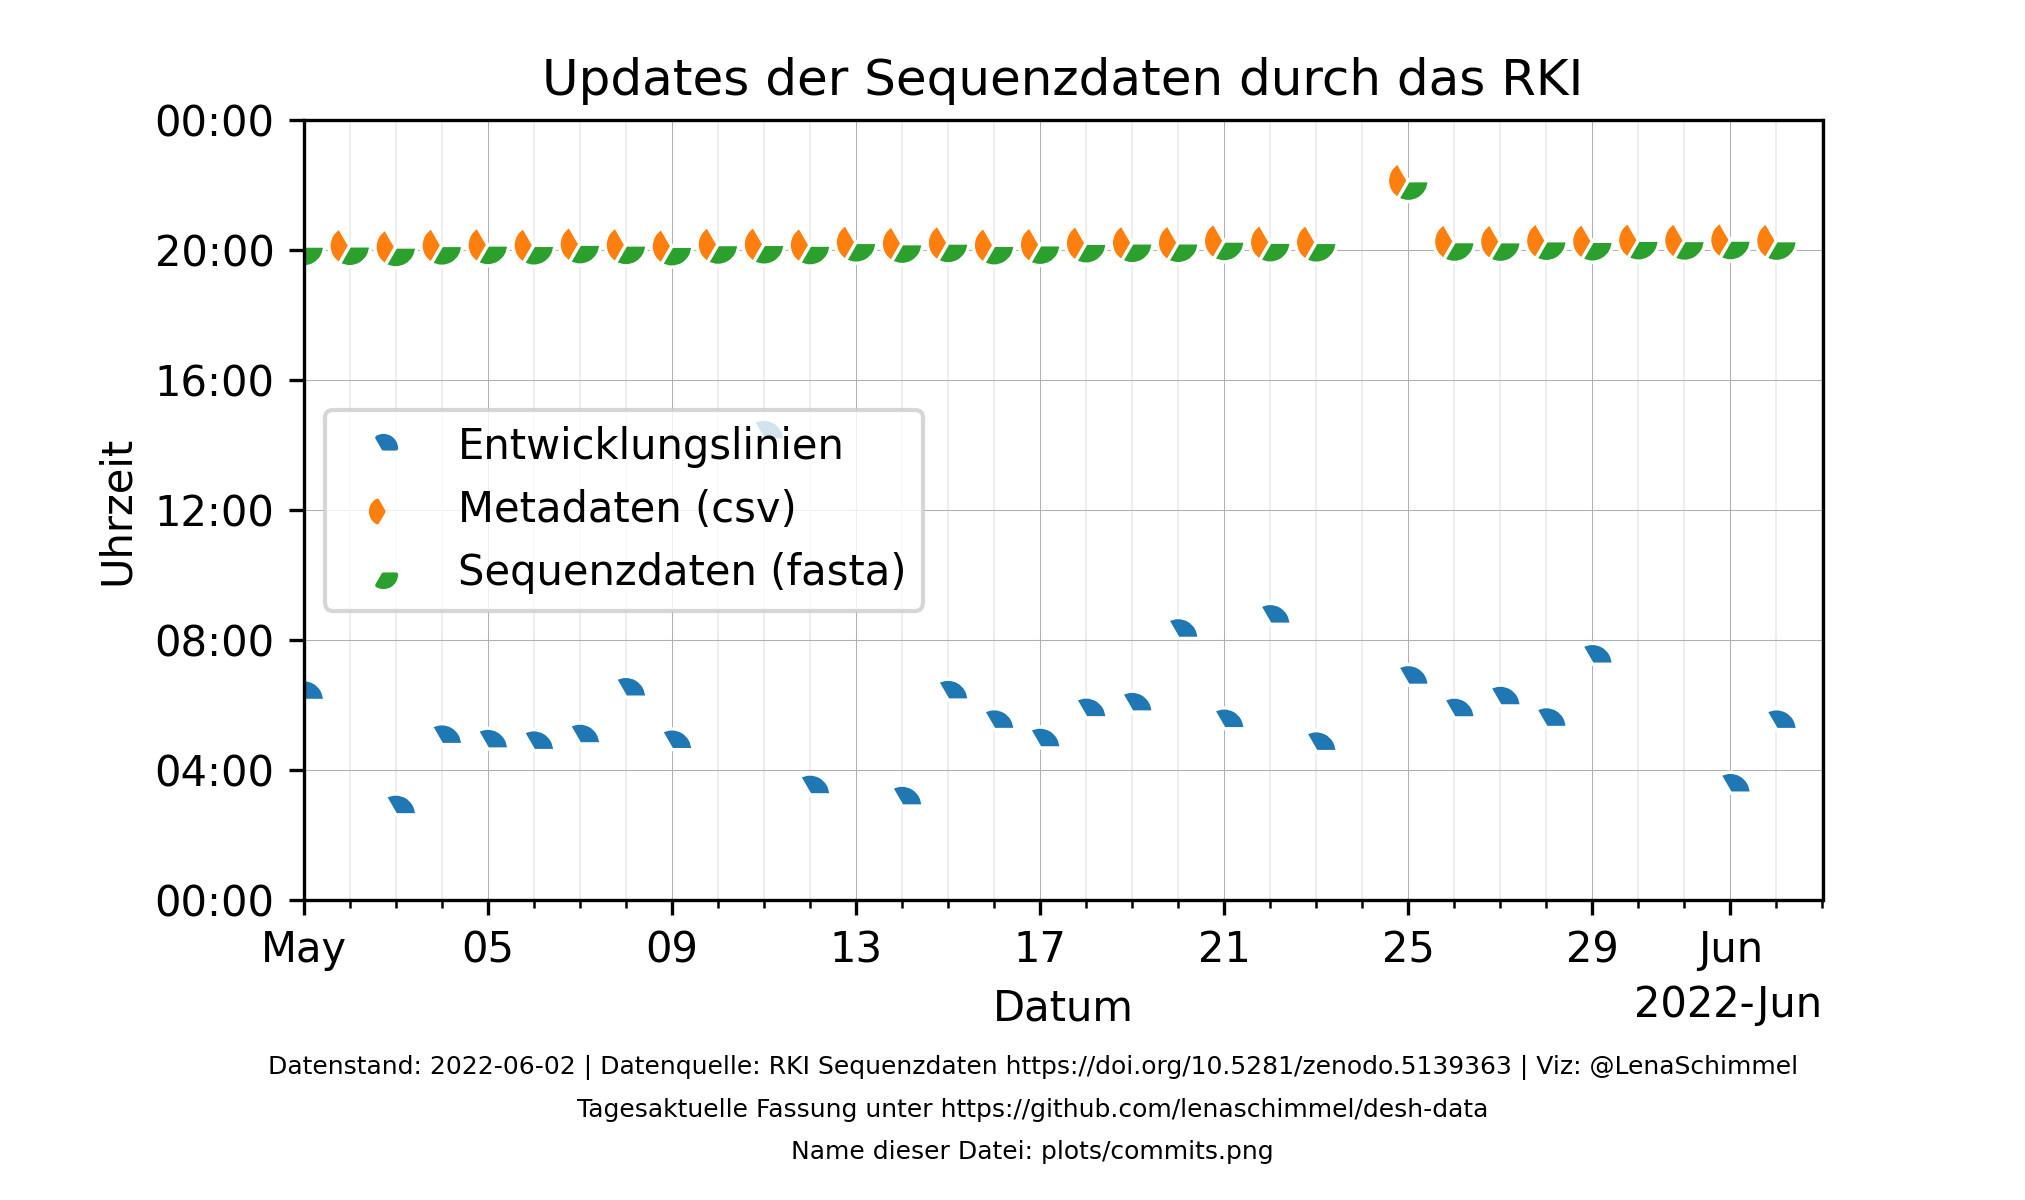 Updates der Sequenzdaten durch das RKI
00:00
20:00
16:00
12:00
08:00
04:00
00:00
Uhrzeit
Entwicklungslinien
Metadaten (csv)
Sequenzdaten (fasta)
May 05 09 13 17 21 25 29 Jun
Datum
2022-Jun
Datenstand: 2022-06-02 | Datenquelle: RKI Sequenzdaten https://doi.org/10.5281/zenodo.5139363 | Viz: @LenaSchimmel
Tagesaktuelle Fassung unter https://github.com/lenaschimmel/desh-data
Name dieser Datei: plots/commits.png